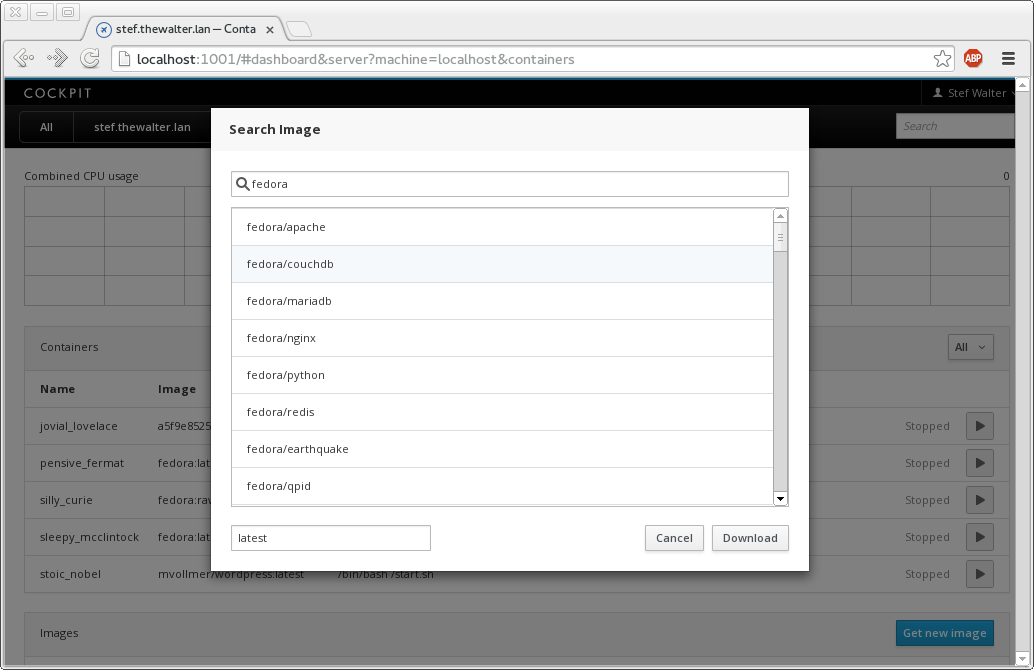 stef.thewalter.lan — Conta
localhost:1001/#dashboard&server?machine=localhost&containers
ABP
COCKPIT
Stef Walter
All
stef.thewalter.lan
Search
Search Image
Combined CPU usage
0
fedora
fedora/apache
fedora/couchdb
fedora/mariadb
fedora/nginx
fedora/python
fedora/redis
fedora/earthquake
fedora/qpid
latest
Cancel
Download
Containers
All
Name Image
jovial_lovelace a5f9e8525 Stopped
pensive_fermat fedora:lat Stopped
silly_curie fedora:raw Stopped
sleepy_mcclintock fedora:lat Stopped
stoic_nobel mvollmer/wordpress:latest /bin/bash /start.sh Stopped
Images
Get new image